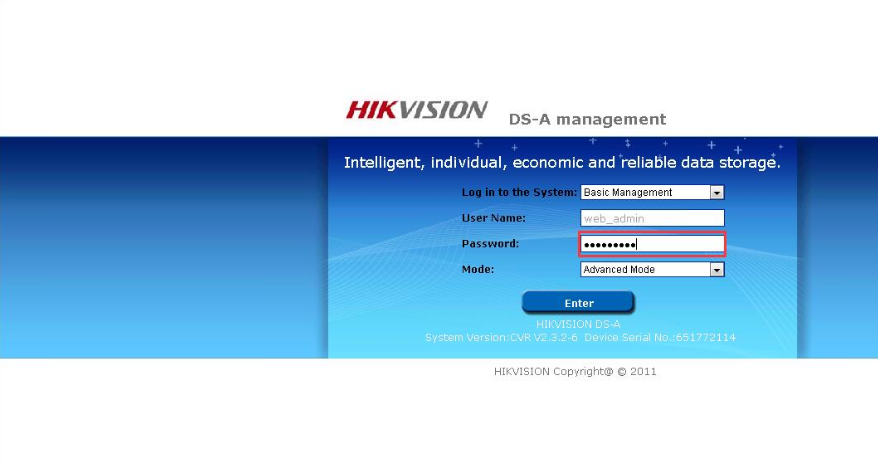 HIKVISION DS-A management
Intelligent, individual, economic and reliable data storage.
Log in to the System: Basic Management
User Name: web_admin
Password: •••••••••
Mode: Advanced Mode
Enter
HIKVISION DS-A
System Version:CVR V2.3.2-6 Device Serial No.:651772114
HIKVISION Copyright@ © 2011